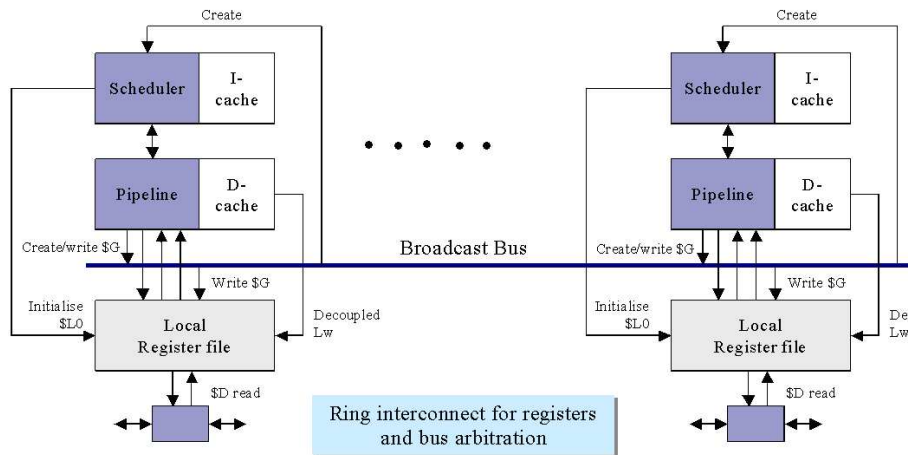 Create
Create
Scheduler
I-
cache
Scheduler
I-
cache
Pipeline
D-
cache
Pipeline
D-
cache
Create/write $G
Broadcast Bus
Create/write $G
Write $G
Write $G
Initialise
$L0
Local
Register file
Decoupled
Lw
Initialise
$L0
Local
Register file
De
Lw
$D read
$D read
Ring interconnect for registers
and bus arbitration